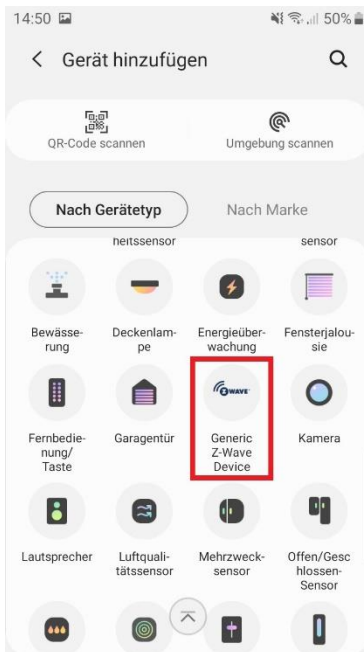 14:50
50%
Gerät hinzufügen
QR-Code scannen
Umgebung scannen
Nach Gerätetyp
Nach Marke
heitssensor
sensor
Bewässe-
rung
Deckenlam-
pe
Energieüber-
wachung
Fensterjalou-
sie
Z WAVE
Fernbedie-
nung/
Taste
Garagentür
Generic
Z-Wave
Device
Kamera
Lautsprecher
Luftquali-
tätssensor
Mehrzweck-
sensor
Offen/Gesc
hlossen-
Sensor